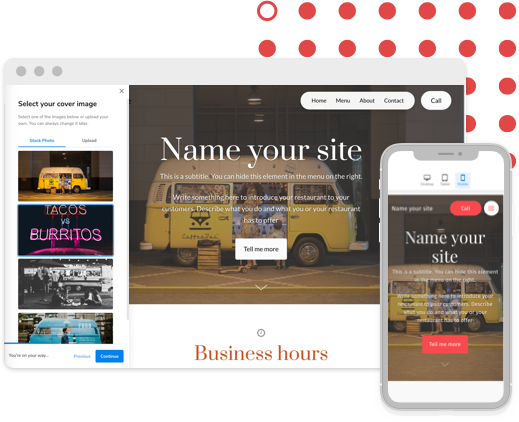 Select your cover image
Select one of the images below or upload your
own. You can always change it later.
Stock Photo
Upload
TACOS
VS
BURRITOS
You're on your way...
Previous
Continue
Home
Menu
About
Contact
Call
Name your site
This is a subtitle. You can hide this element in the menu on the right.
Write something here to introduce your restaurant to your
customers. Describe what you do and what you or your restaurant
has to offer
Tell me more
Business hours
Desktop
Tablet
Mobile
Name your site
Call
Name your
site
This is a subtitle. You can hide this element
in the menu on the right.
Write something here to introduce your
restaurant to your customers. Describe
what you do and what you or your
restaurant has to offer
Tell me more